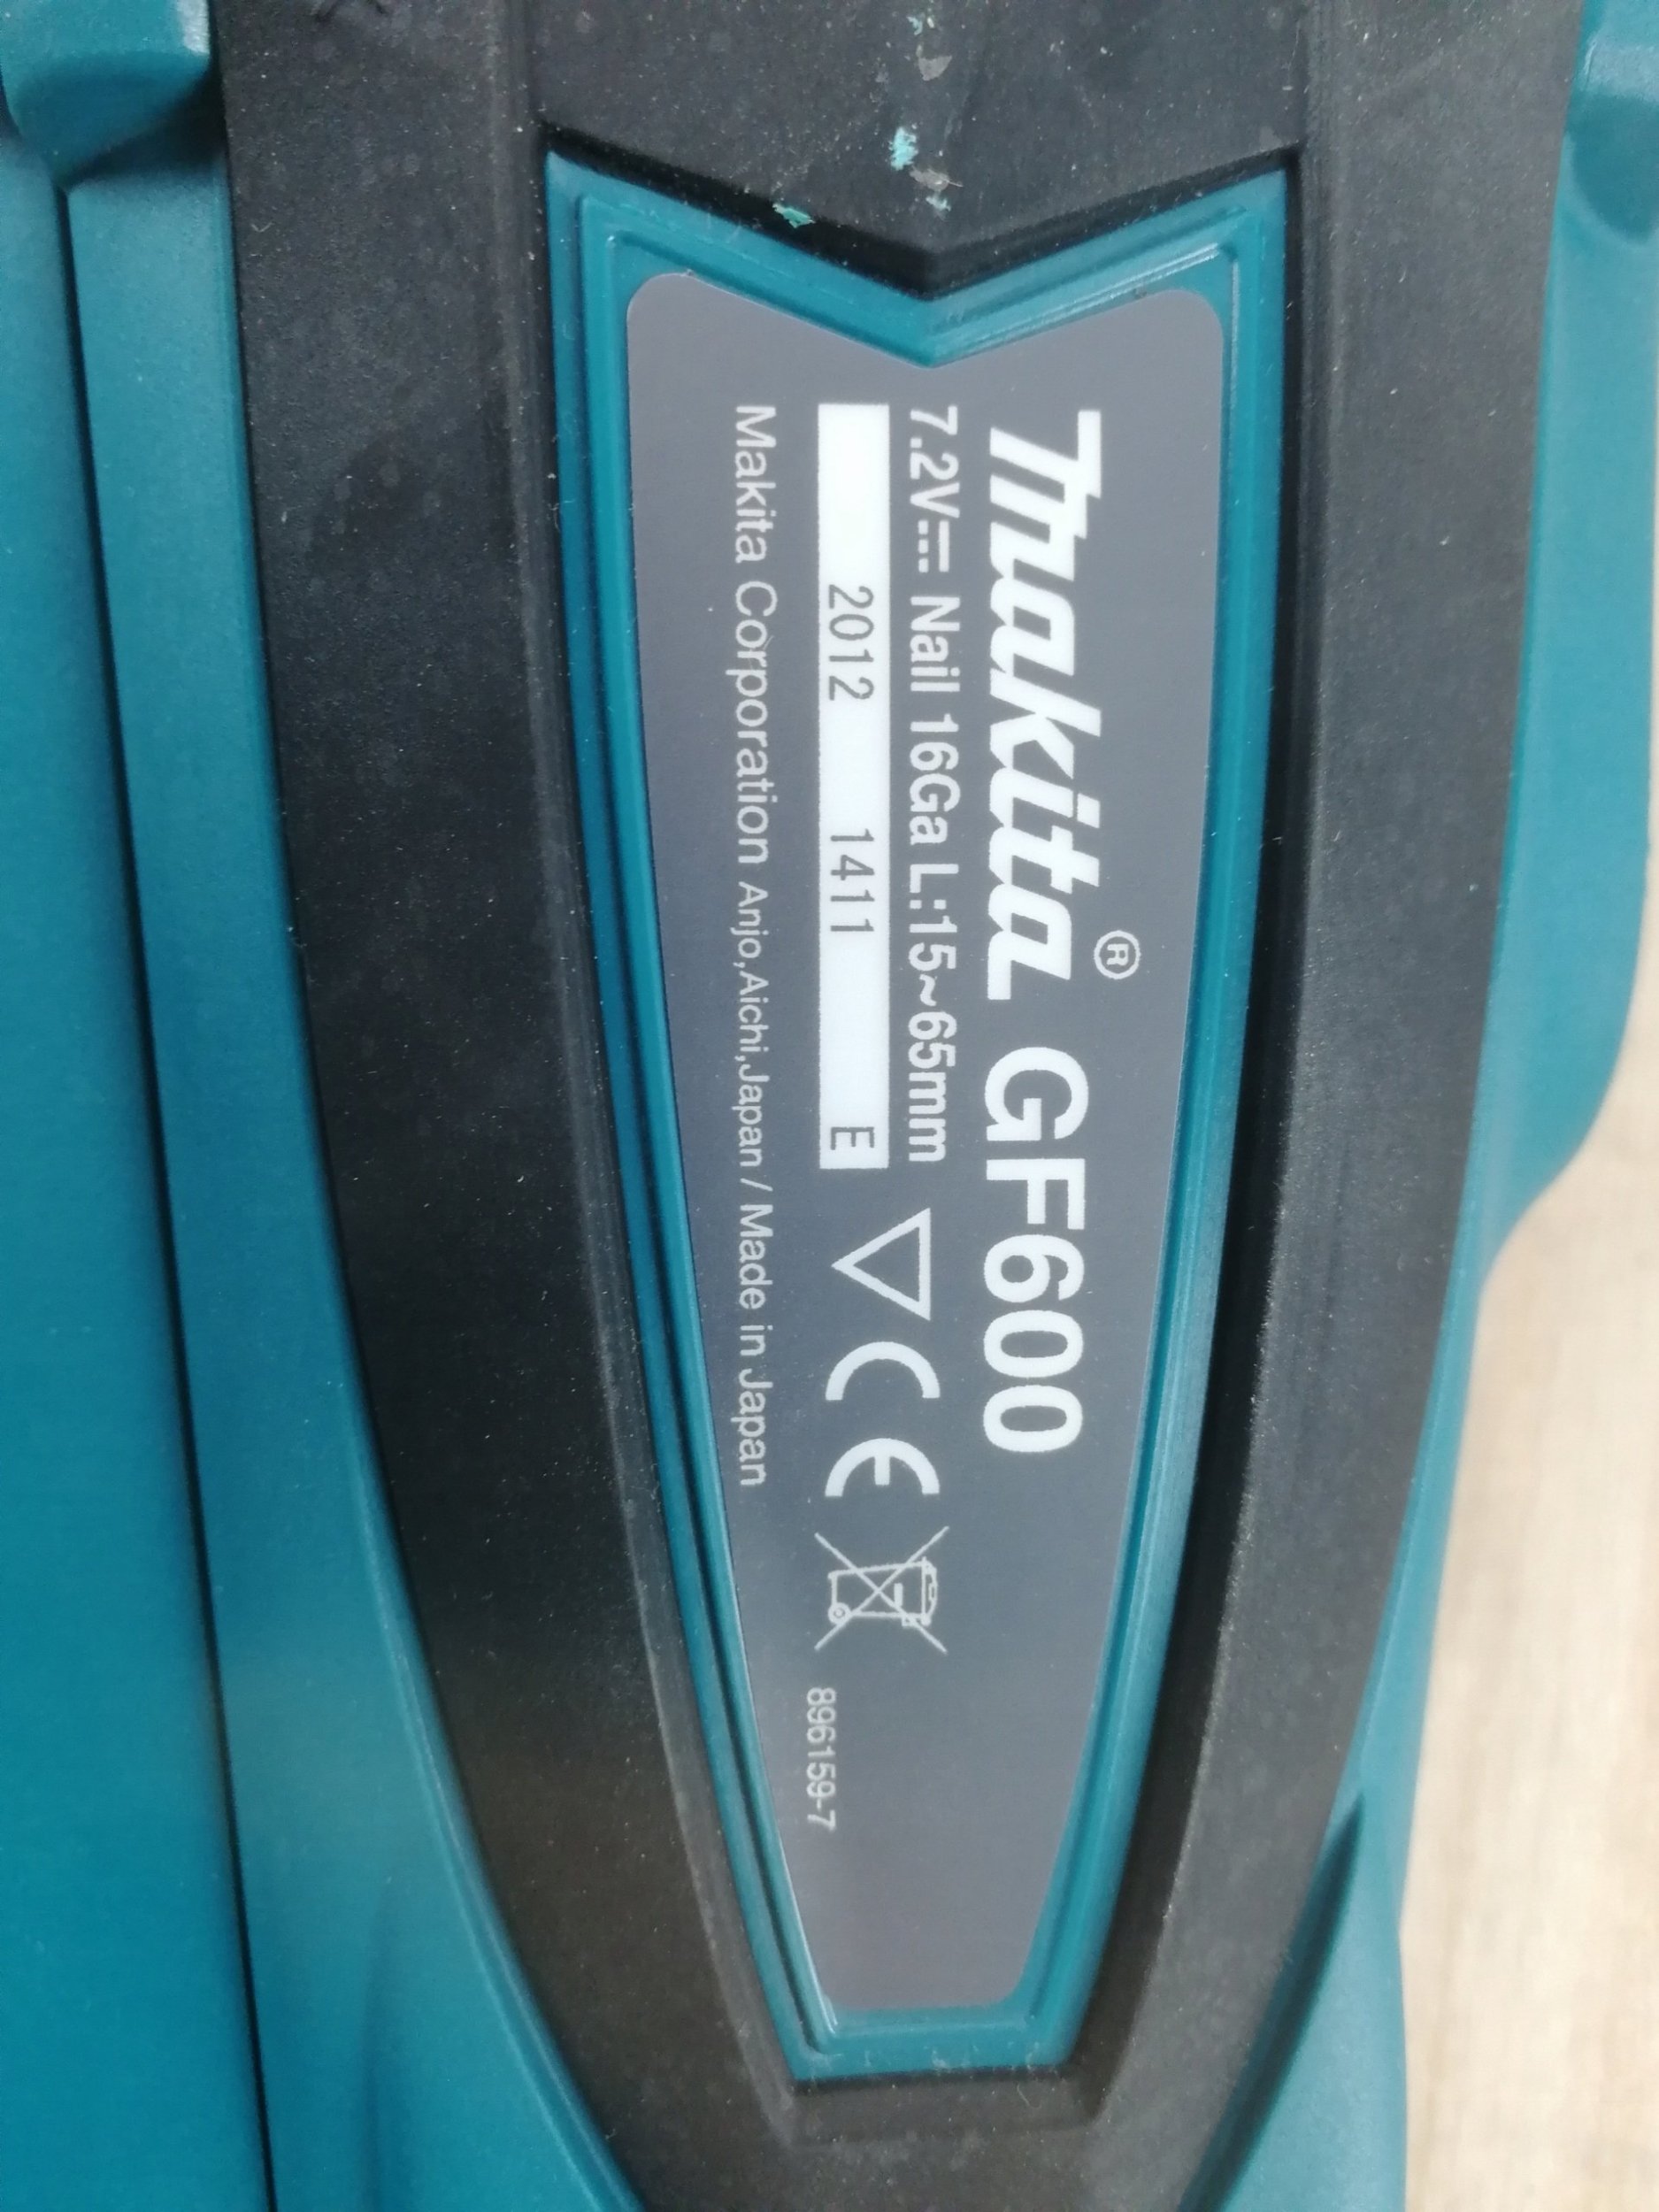 makita® GF600
7.2V⎓ Nail 16Ga L:15~65mm
2012 1411 E CE
Makita Corporation Anjo,Aichi,Japan / Made in Japan
896159-7